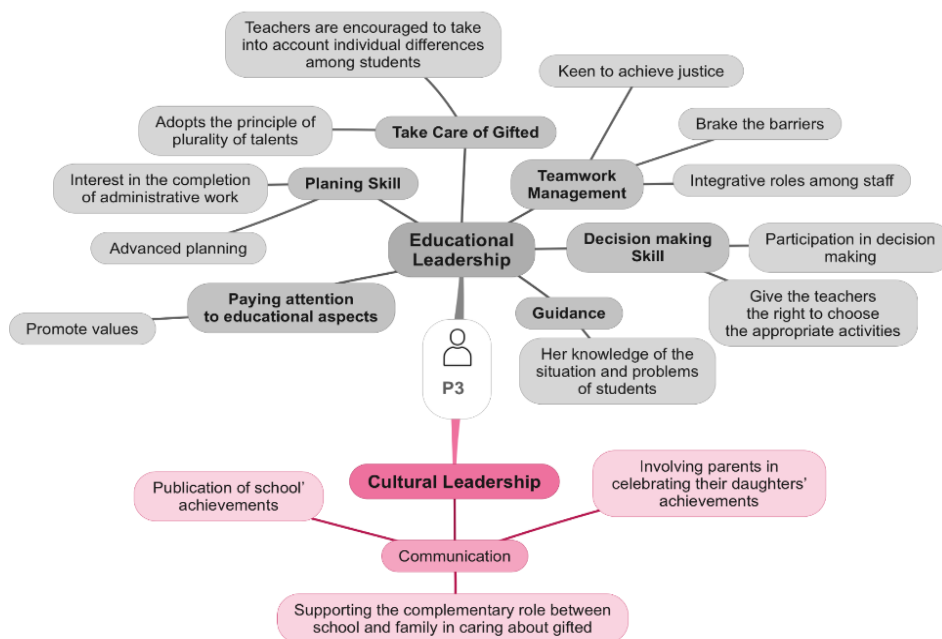 Teachers are encouraged to take
into account individual differences
among students
Keen to achieve justice
Adopts the principle of
plurality of talents
Take Care of Gifted
Brake the barriers
Interest in the completion
of administrative work
Planing Skill
Teamwork
Management
Integrative roles among staff
Advanced planning
Educational
Leadership
Decision making
Skill
Participation in decision
making
Paying attention
to educational aspects
Promote values
Guidance
Give the teachers
the right to choose
the appropriate activities
Her knowledge of the
situation and problems
of students
P3
Cultural Leadership
Publication of school'
achievements
Involving parents in
celebrating their daughters'
achievements
Communication
Supporting the complementary role between
school and family in caring about gifted